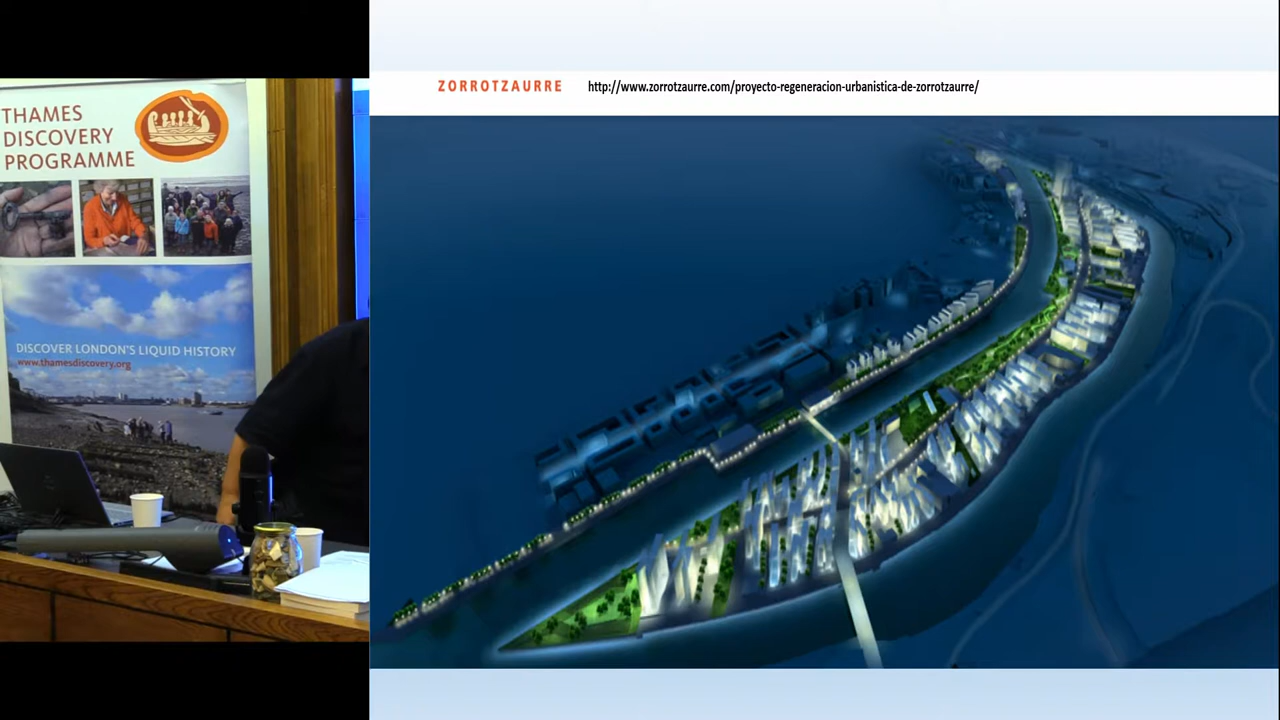 THAMES
DISCOVERY
PROGRAMME
DISCOVER LONDON'S LIQUID HISTORY
www.thamesdiscovery.org
ZORROTZAURRE http://www.zorrotzaurre.com/proyecto-regeneracion-urbanistica-de-zorrotzaurre/